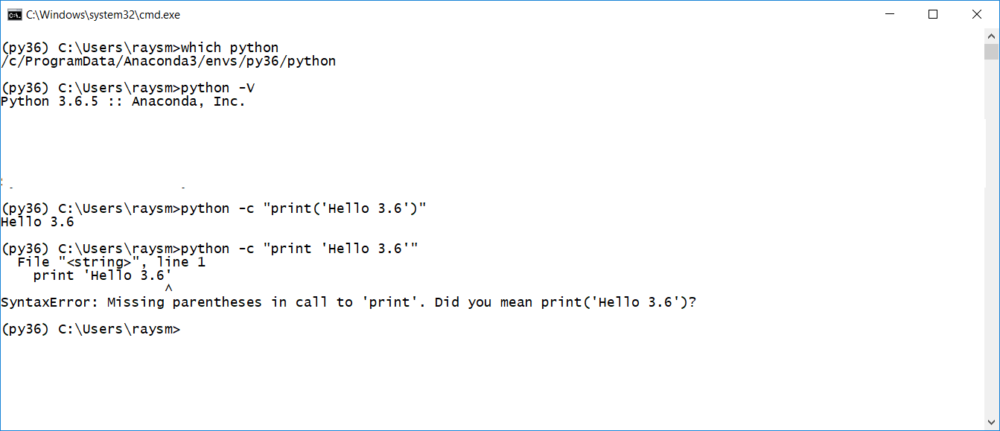 C:\Windows\system32\cmd.exe
(py36) C:\Users\raysm>which python
/c/ProgramData/Anaconda3/envs/py36/python
(py36) C:\Users\raysm>python -V
Python 3.6.5 :: Anaconda, Inc.
(py36) C:\Users\raysm>python -c "print('Hello 3.6')"
Hello 3.6
(py36) C:\Users\raysm>python -c "print 'Hello 3.6'"
  File "<string>", line 1
    print 'Hello 3.6'
                    ^
SyntaxError: Missing parentheses in call to 'print'. Did you mean print('Hello 3.6')?
(py36) C:\Users\raysm>